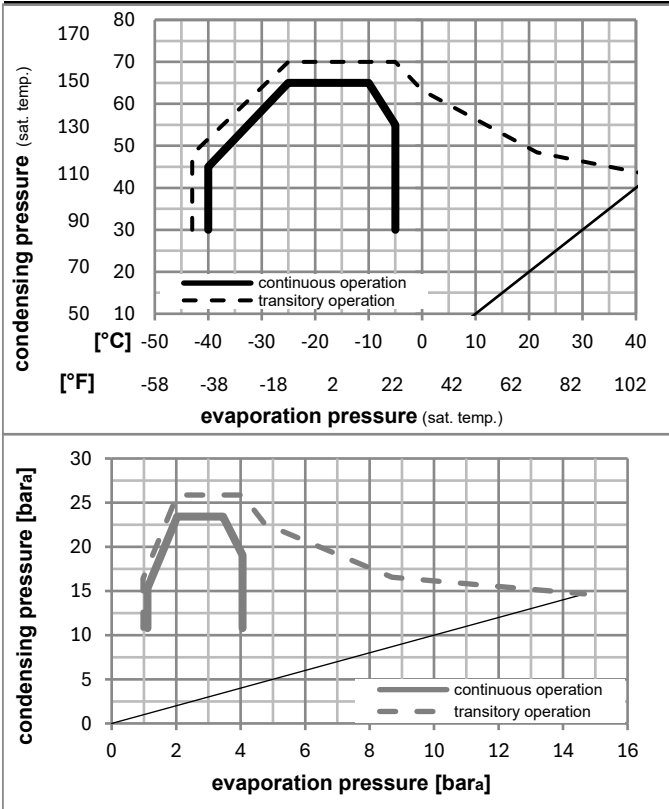 condensing pressure (sat. temp.)
170 80
70
150 60
130 50
110 40
90 30
70 20
50 10
continuous operation
transitory operation
[°C] -50 -40 -30 -20 -10 0 10 20 30 40
[°F] -58 -38 -18 2 22 42 62 82 102
evaporation pressure (sat. temp.)
condensing pressure [bara]
30
25
20
15
10
5
0
continuous operation
transitory operation
0 2 4 6 8 10 12 14 16
evaporation pressure [bara]